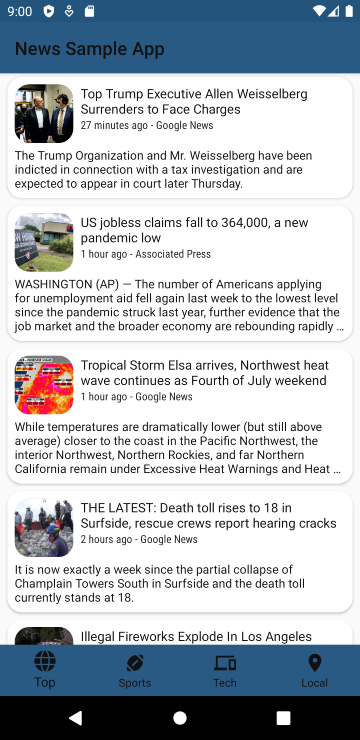 9:00
News Sample App
Top Trump Executive Allen Weisselberg
Surrenders to Face Charges
27 minutes ago - Google News
The Trump Organization and Mr. Weisselberg have been
indicted in connection with a tax investigation and are
expected to appear in court later Thursday.
US jobless claims fall to 364,000, a new
pandemic low
1 hour ago - Associated Press
WASHINGTON (AP) — The number of Americans applying
for unemployment aid fell again last week to the lowest level
since the pandemic struck last year, further evidence that the
job market and the broader economy are rebounding rapidly …
Tropical Storm Elsa arrives, Northwest heat
wave continues as Fourth of July weekend
1 hour ago - Google News
While temperatures are dramatically lower (but still above
average) closer to the coast in the Pacific Northwest, the
interior Northwest, Northern Rockies, and far Northern
California remain under Excessive Heat Warnings and Heat …
THE LATEST: Death toll rises to 18 in
Surfside, rescue crews report hearing cracks
2 hours ago - Google News
It is now exactly a week since the partial collapse of
Champlain Towers South in Surfside and the death toll
currently stands at 18.
Illegal Fireworks Explode In Los Angeles
Top
Sports
Tech
Local